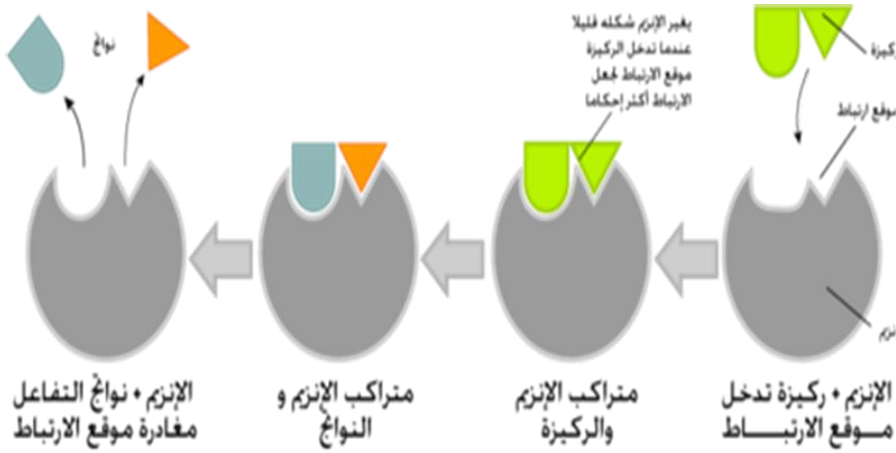 يغير الإنزيم شكله قليلا
عندما تدخل الركيزة
موقع الارتباط لجعل
الارتباط أكثر إحكاما
نواتج
الإنزيم + ركيزة تدخل
موقع الارتباط
متراكب الإنزيم
والركيزة
متراكب الإنزيم و
النواتج
الإنزيم + نواتج التفاعل
مغادرة موقع الارتباط
ركيزة
موقع ارتباط